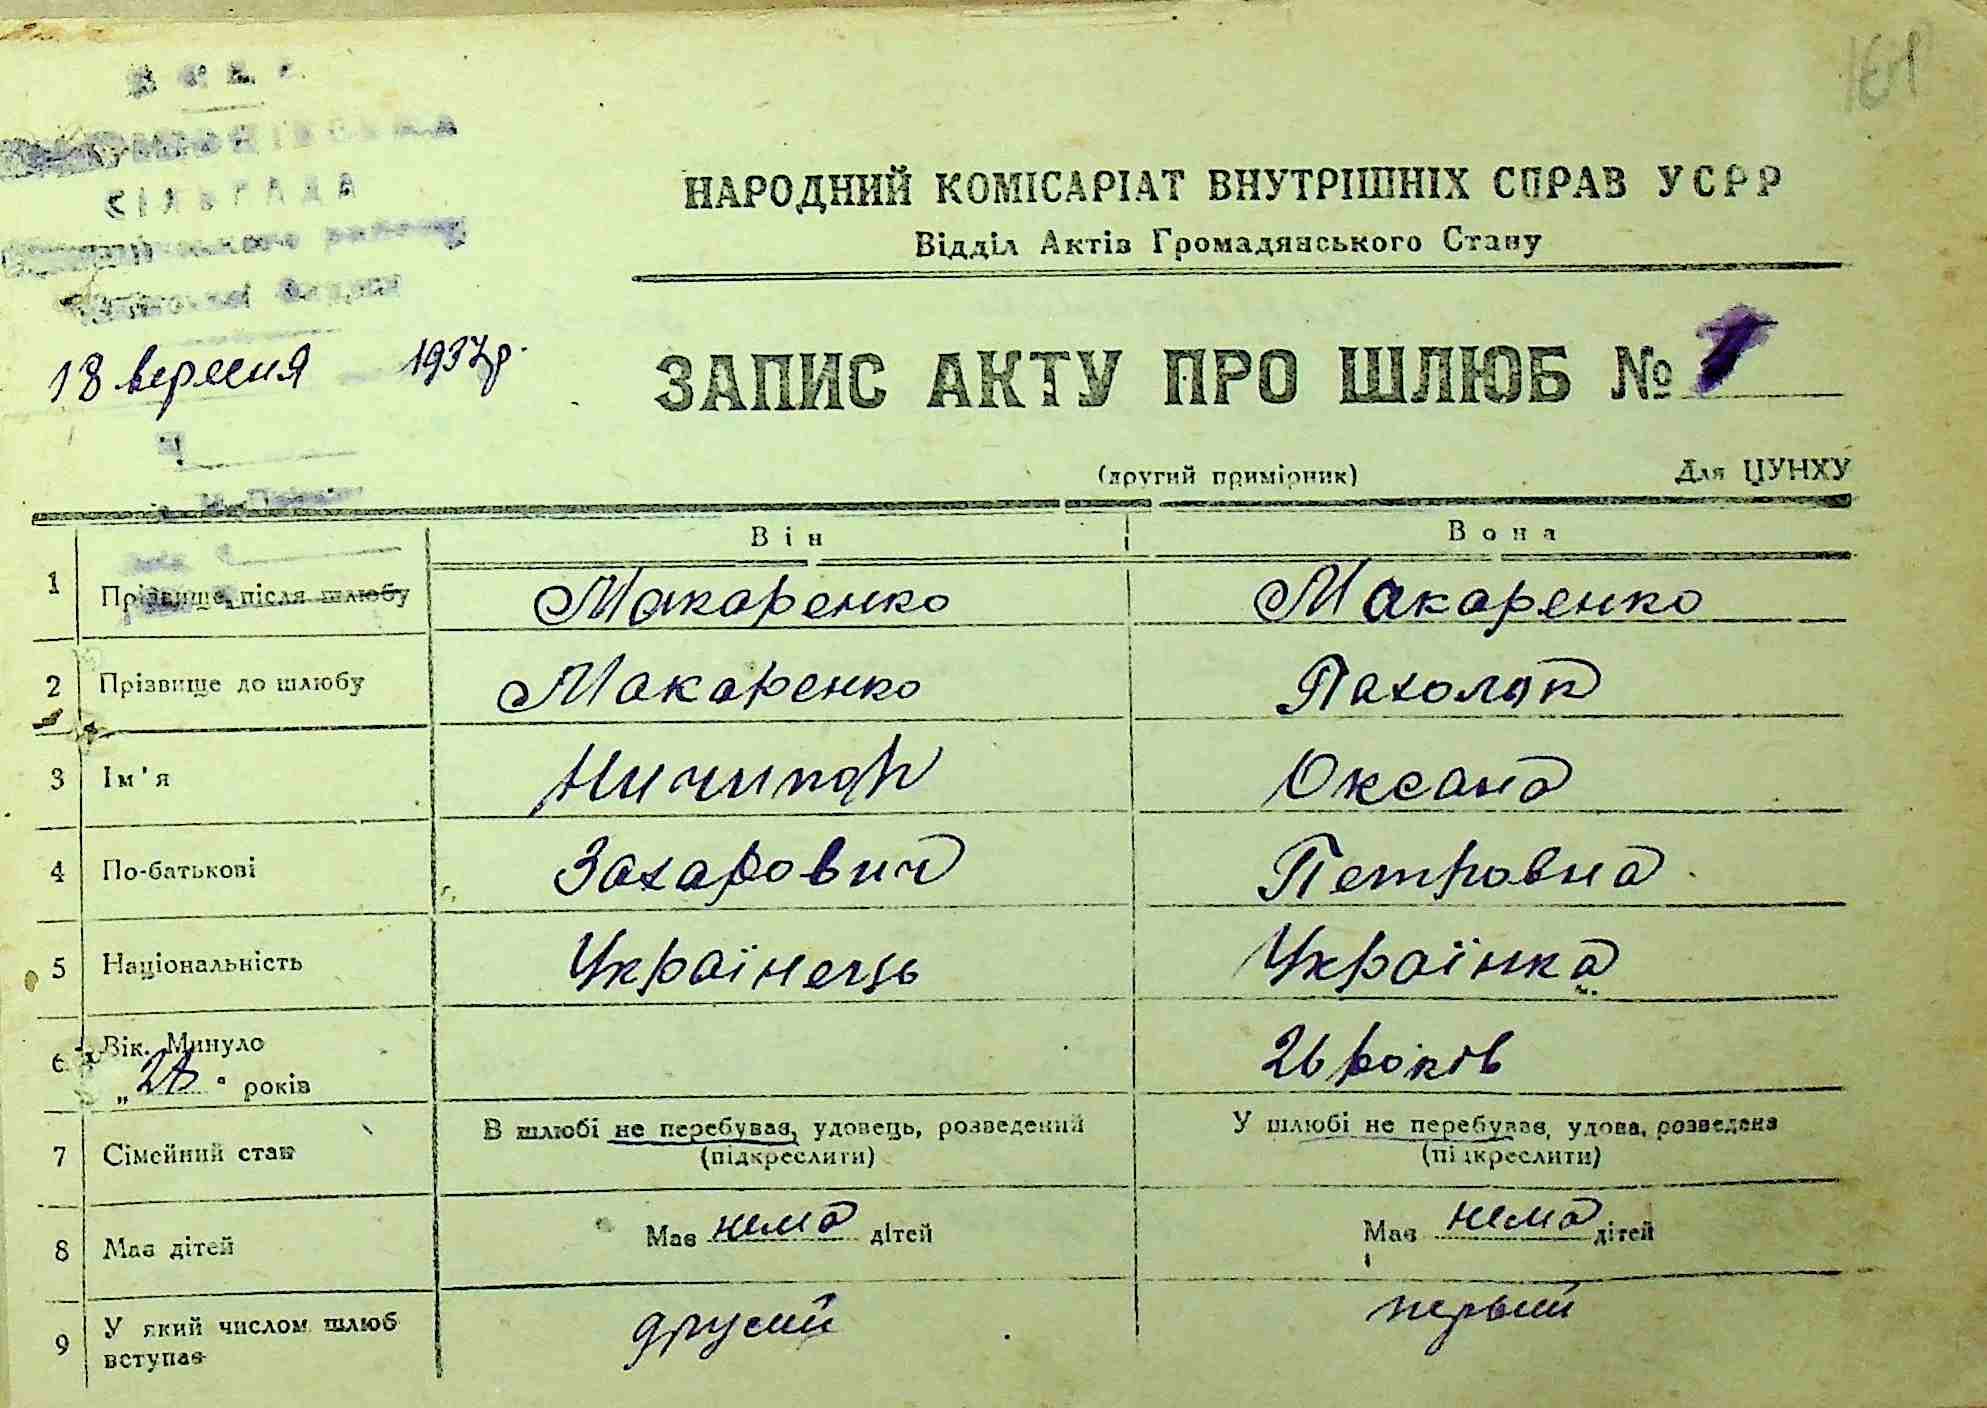 НАРОДНИЙ КОМІСАРІАТ ВНУТРІШНІХ СПРАВ УСРР
Відділ Актів Громадянського Стану
18 вересня 1937р.
ЗАПИС АКТУ ПРО ШЛЮБ № 1
(другий примірник) Для ЦУНХУ
Він Вона
1 Прізвище після шлюбу Макаренко Макаренко
2 Прізвище до шлюбу Макаренко Пахоляк
3 Ім'я Ничипор Оксана
4 По-батькові Захарович Петровна
5 Національність Українець Українка
6 Вік. Минуло 26 років
„28“ років
7 Сімейний стан В шлюбі не перебував, удовець, розведений У шлюбі не перебуває, удова, розведена
(підкреслити) (підкреслити)
8 Має дітей Має нема дітей Має нема дітей
9 У який числом шлюб вступає другий первый